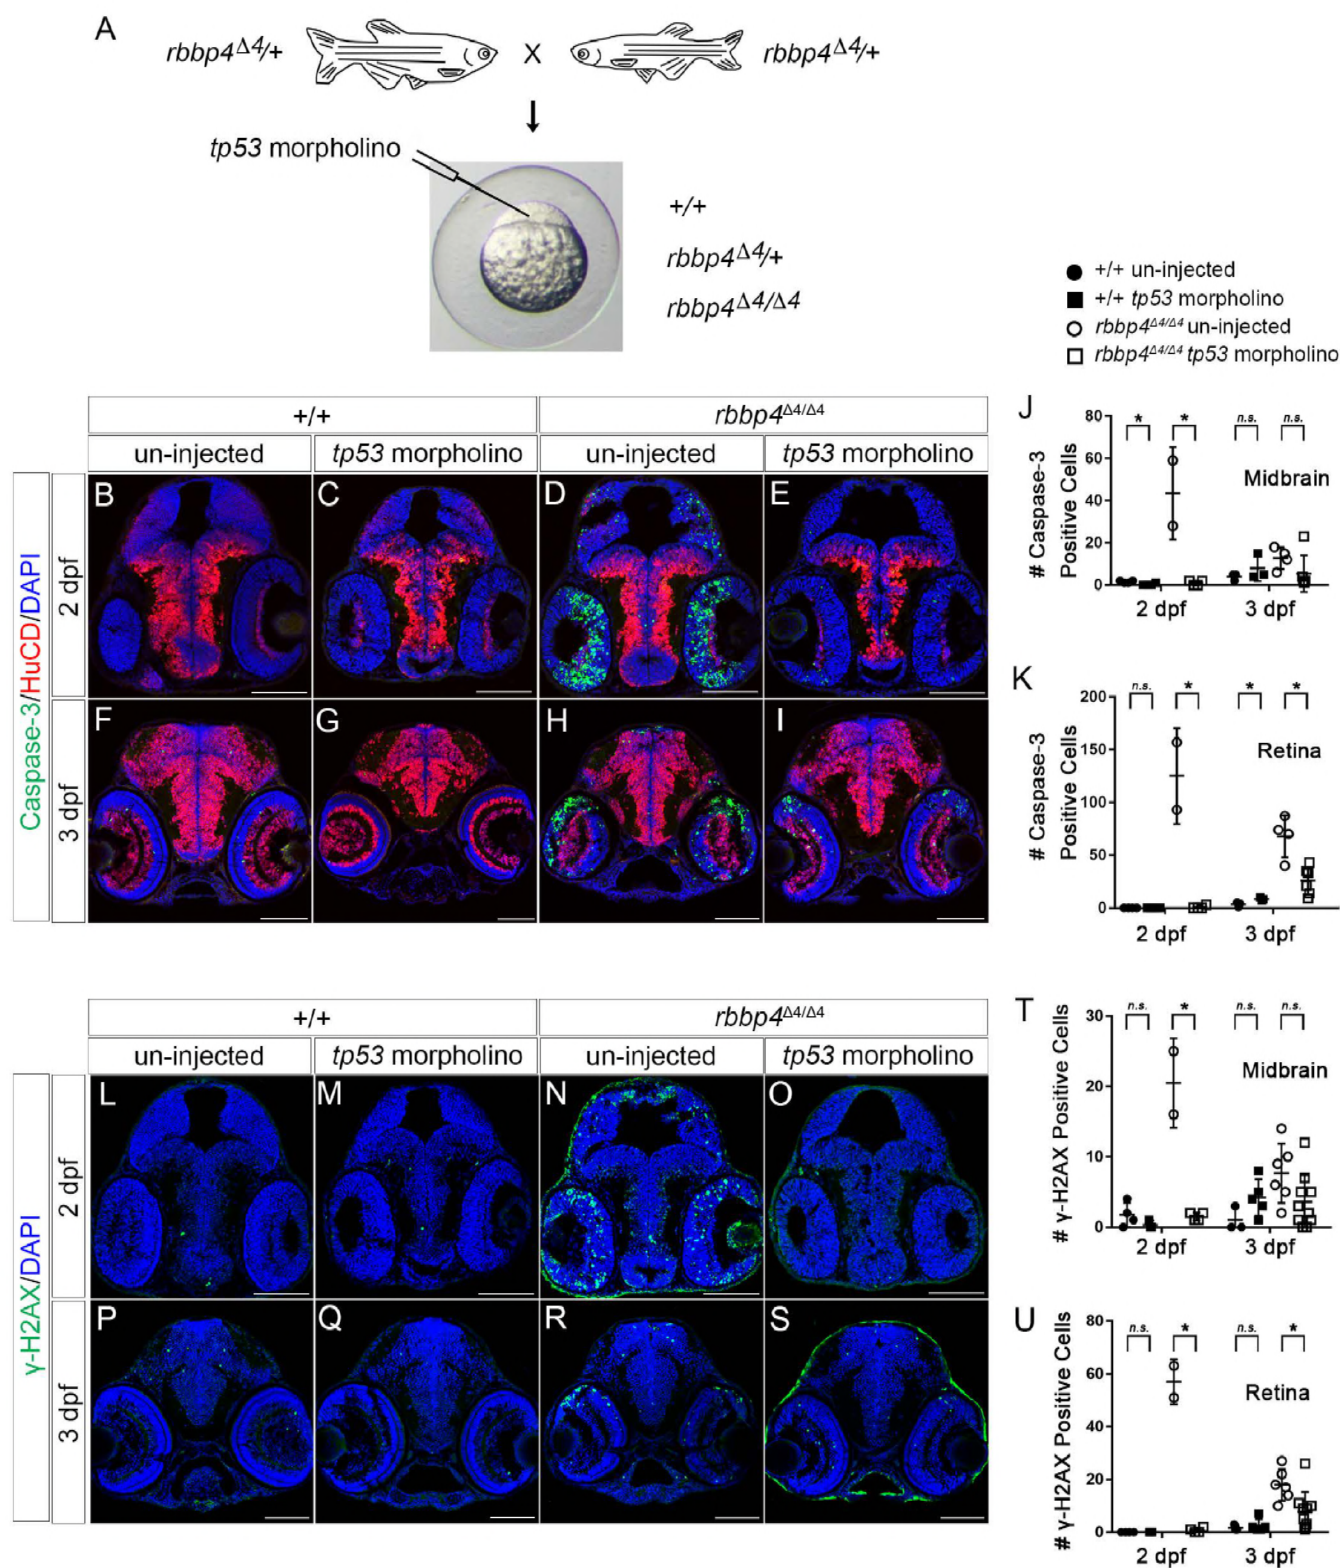 A
rbbp4Δ4/+ X rbbp4Δ4/+
tp53 morpholino
+/+
rbbp4Δ4/+
rbbp4Δ4/Δ4
+/+ un-injected
+/+ tp53 morpholino
rbbp4Δ4/Δ4 un-injected
rbbp4Δ4/Δ4 tp53 morpholino
+/+ rbbp4Δ4/Δ4
un-injected tp53 morpholino un-injected tp53 morpholino
Caspase-3/HuCD/DAPI
2 dpf
B C D E
3 dpf
F G H I
J
# Caspase-3
Positive Cells
80
60
40
20
0
* * n.s. n.s.
Midbrain
2 dpf 3 dpf
K
# Caspase-3
Positive Cells
200
150
100
50
0
n.s. * * *
Retina
2 dpf 3 dpf
+/+ rbbp4Δ4/Δ4
un-injected tp53 morpholino un-injected tp53 morpholino
γ-H2AX/DAPI
2 dpf
L M N O
3 dpf
P Q R S
T
# γ-H2AX Positive Cells
30
20
10
0
n.s. * n.s. n.s.
Midbrain
2 dpf 3 dpf
U
# γ-H2AX Positive Cells
80
60
40
20
0
n.s. * n.s. *
Retina
2 dpf 3 dpf